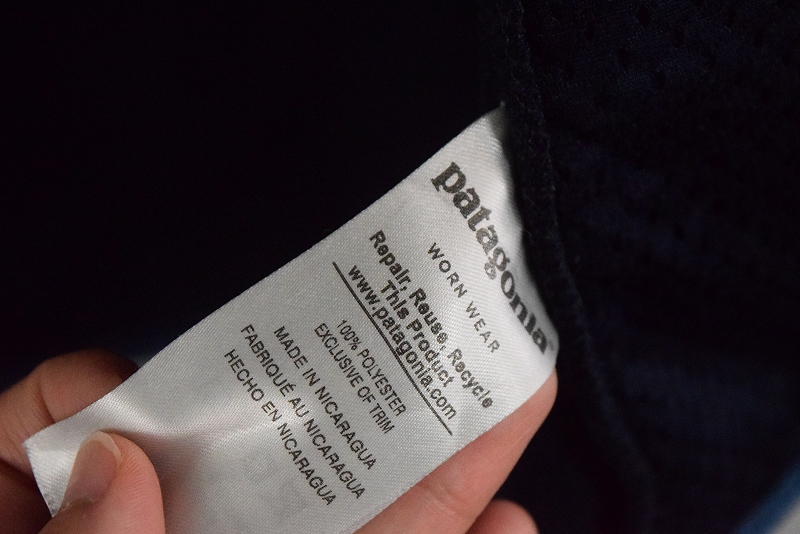 patagonia
WORN WEAR
Repair, Reuse, Recycle
This Product
www.patagonia.com
100% POLYESTER
EXCLUSIVE OF TRIM
MADE IN NICARAGUA
FABRIQUÉ AU NICARAGUA
HECHO EN NICARAGUA